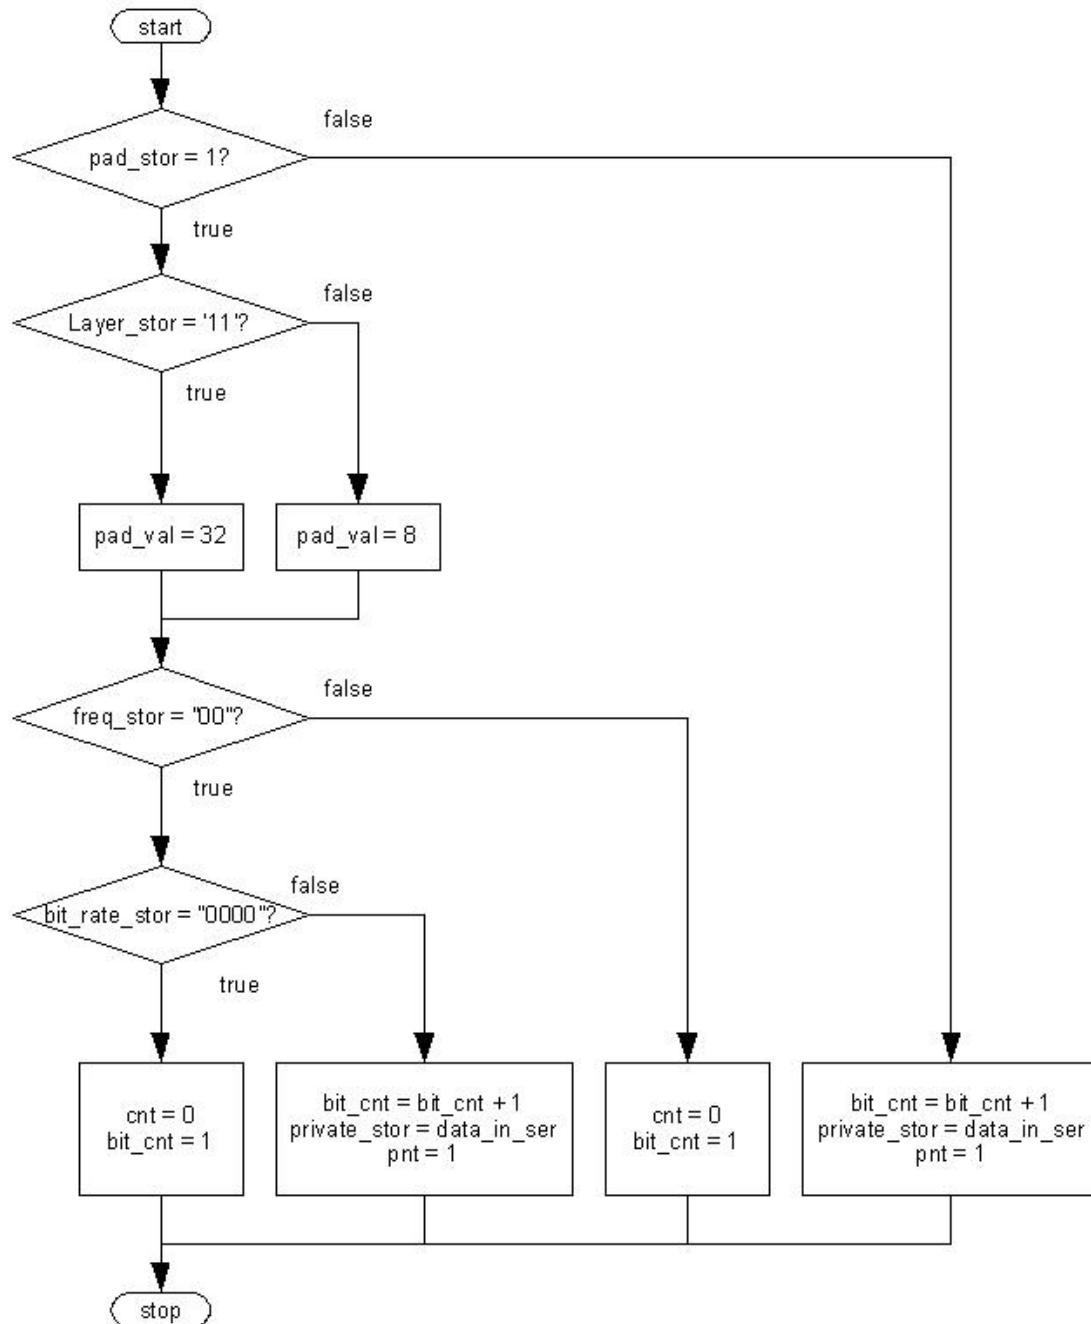 start
false
pad_stor = 1?
true
false
Layer_stor = '11'?
true
pad_val = 32
pad_val = 8
false
freq_stor = "00"?
true
false
bit_rate_stor = "0000"?
true
cnt = 0
bit_cnt = 1
bit_cnt = bit_cnt + 1
private_stor = data_in_ser
pnt = 1
cnt = 0
bit_cnt = 1
bit_cnt = bit_cnt + 1
private_stor = data_in_ser
pnt = 1
stop